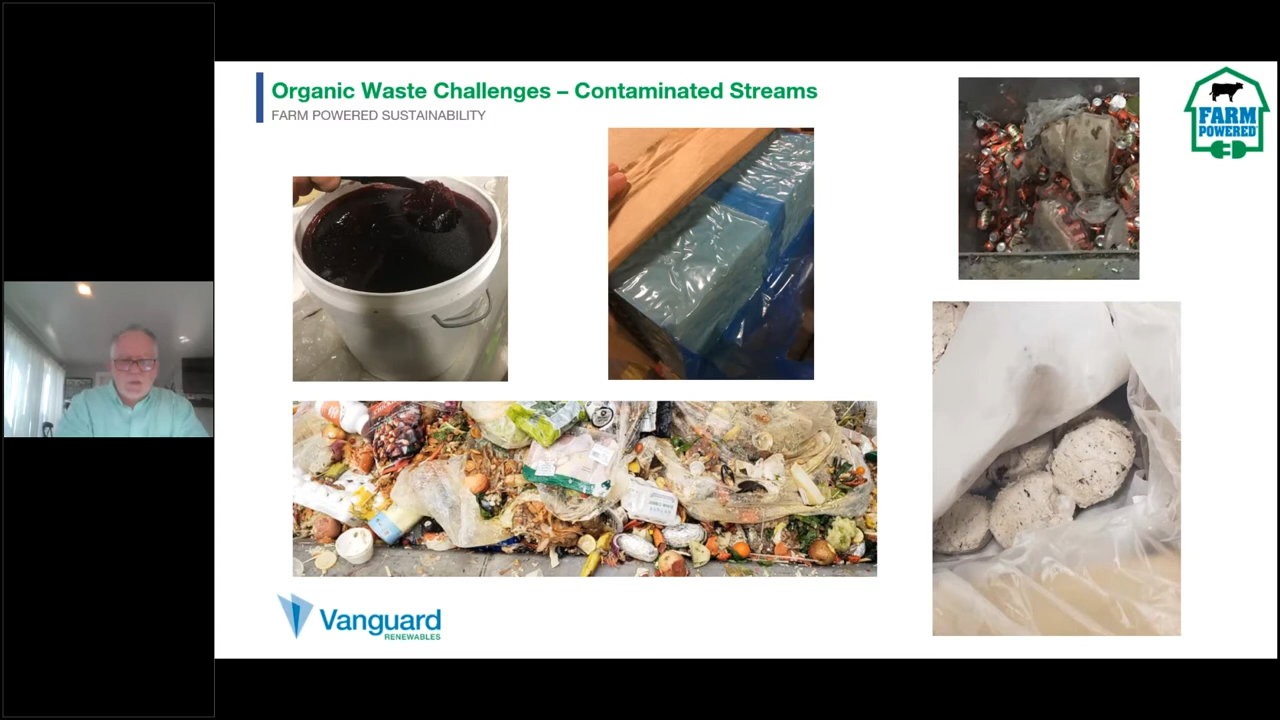 Organic Waste Challenges – Contaminated Streams
FARM POWERED SUSTAINABILITY
FARM
POWERED
Vanguard
RENEWABLES